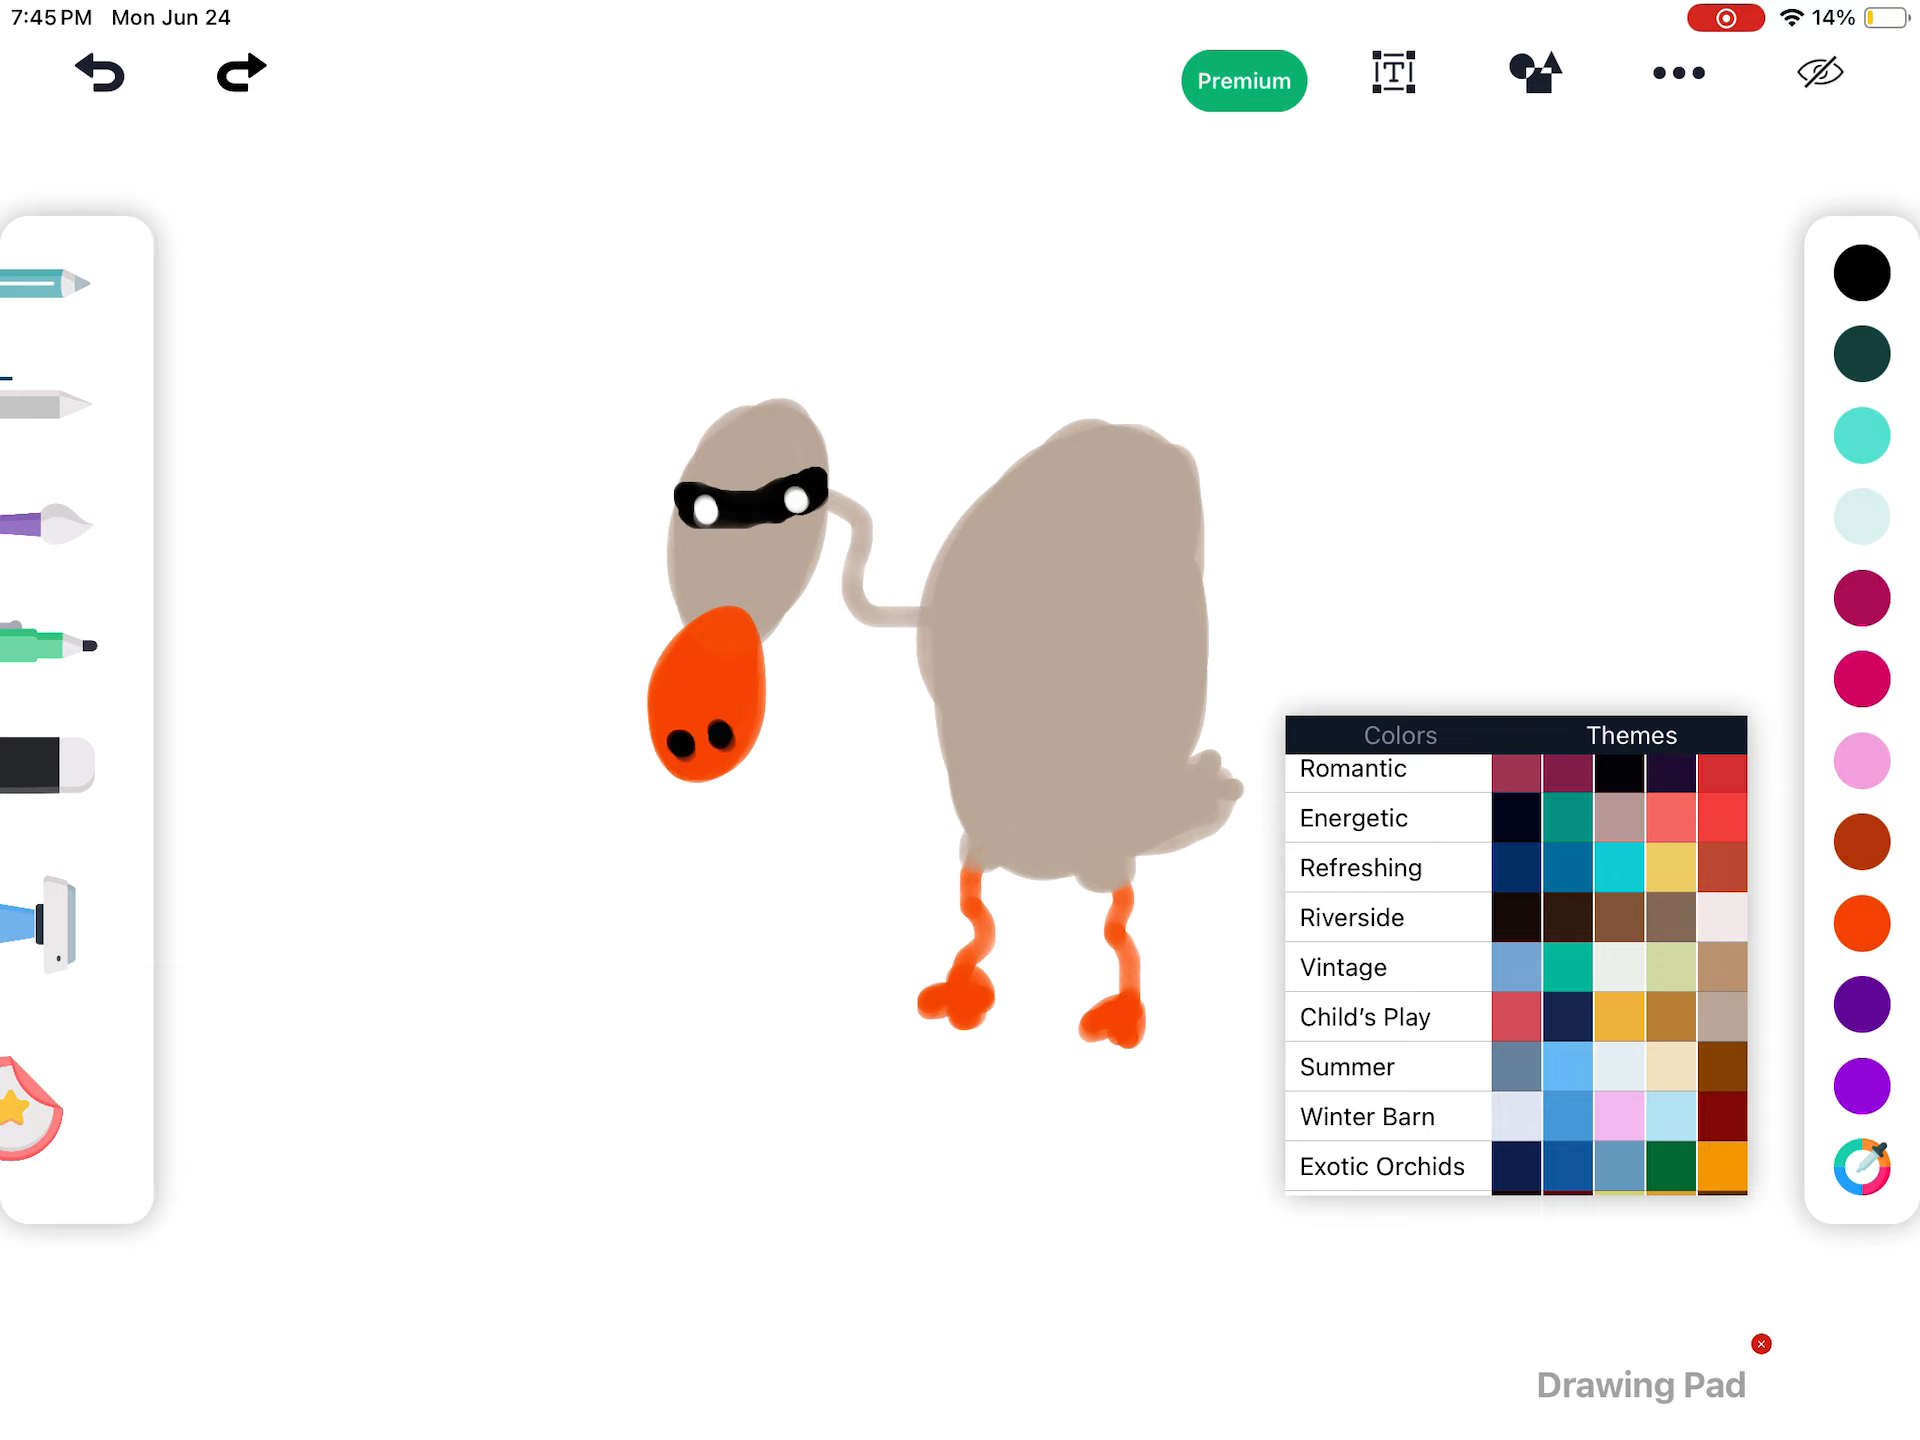 7:45 PM Mon Jun 24
14%
Premium
T
Colors Themes
Romantic
Energetic
Refreshing
Riverside
Vintage
Child's Play
Summer
Winter Barn
Exotic Orchids
Drawing Pad